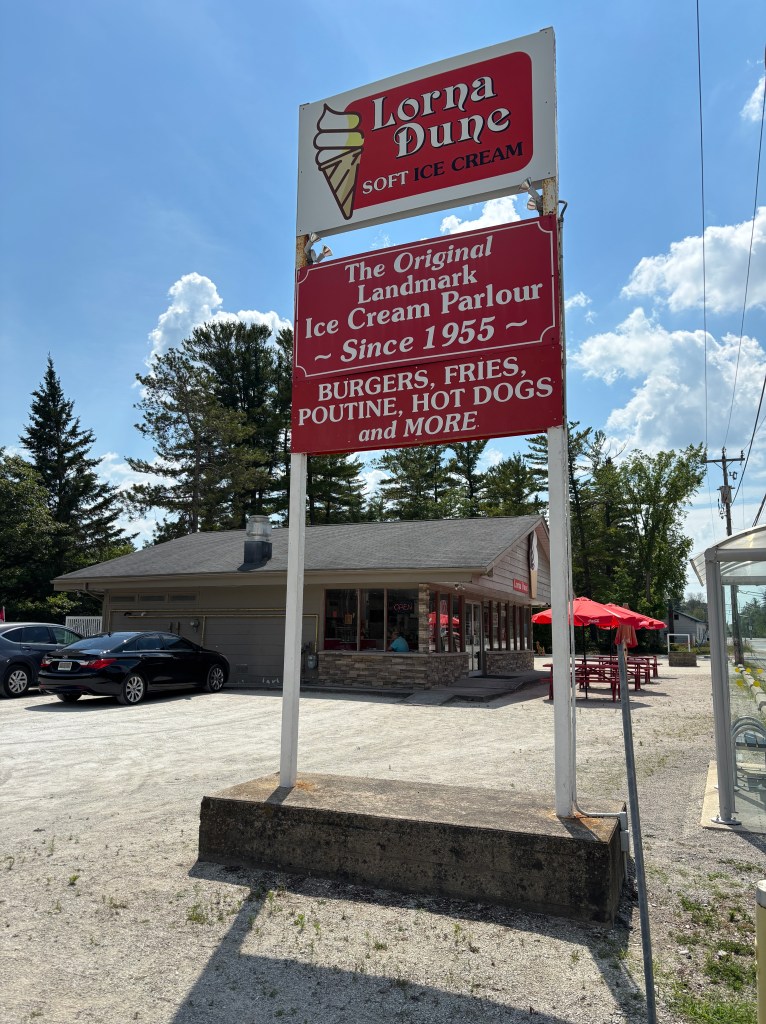 Lorna
Dune
SOFT ICE CREAM
The Original
Landmark
Ice Cream Parlour
~ Since 1955 ~
BURGERS, FRIES,
POUTINE, HOT DOGS
and MORE
OPEN